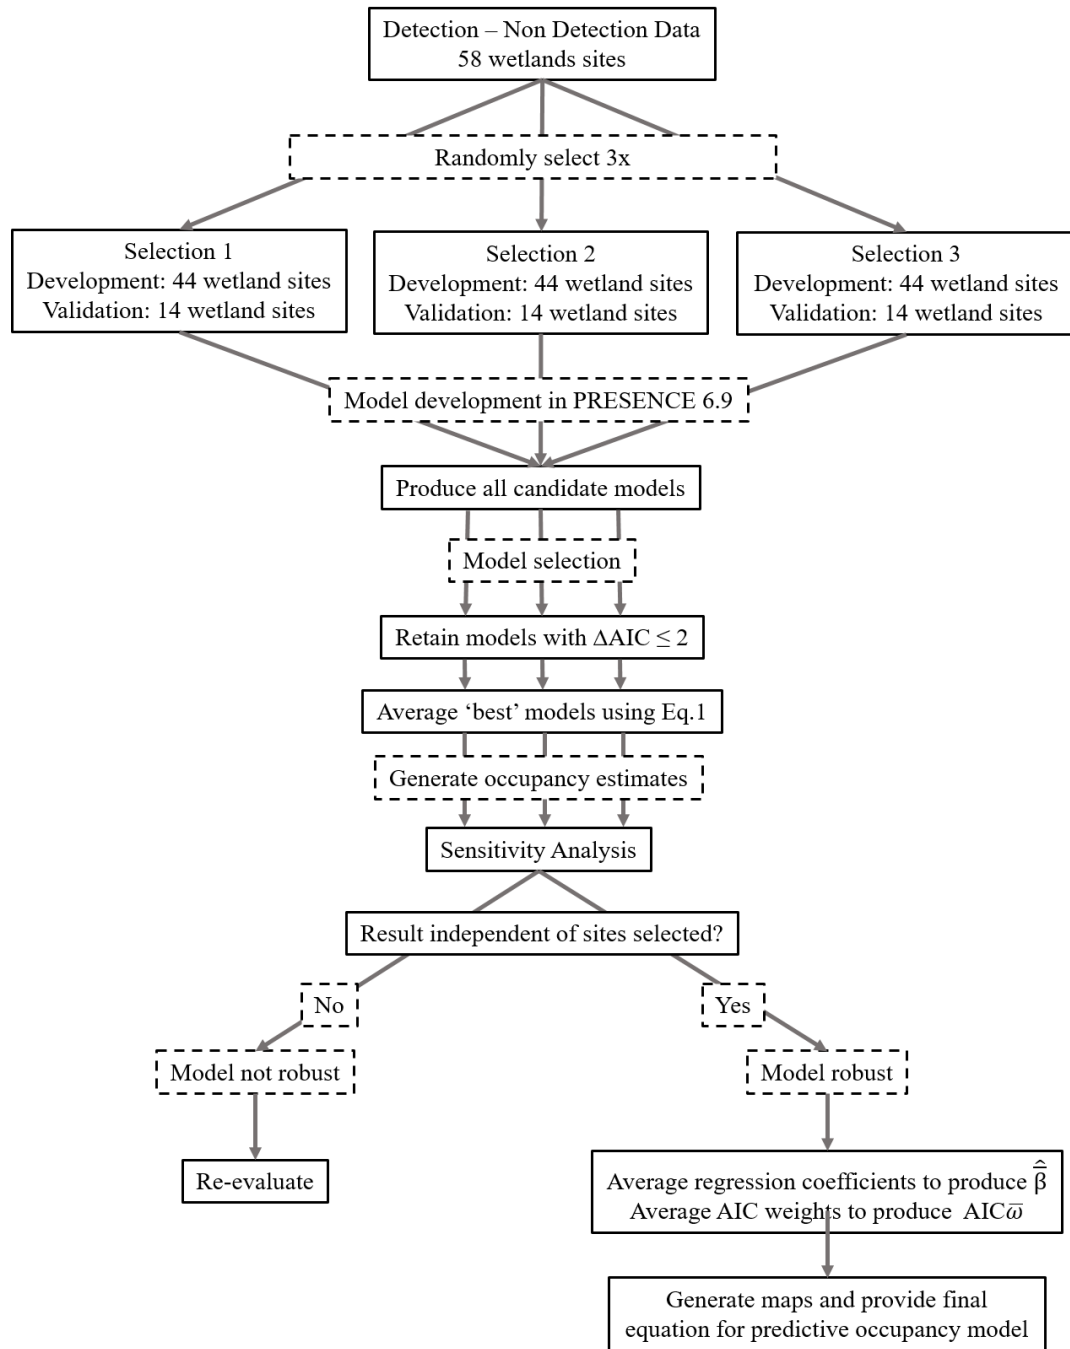 Detection – Non Detection Data
58 wetlands sites
Randomly select 3x
Selection 1
Development: 44 wetland sites
Validation: 14 wetland sites
Selection 2
Development: 44 wetland sites
Validation: 14 wetland sites
Selection 3
Development: 44 wetland sites
Validation: 14 wetland sites
Model development in PRESENCE 6.9
Produce all candidate models
Model selection
Retain models with ΔAIC ≤ 2
Average ‘best’ models using Eq.1
Generate occupancy estimates
Sensitivity Analysis
Result independent of sites selected?
No
Yes
Model not robust
Model robust
Re-evaluate
Average regression coefficients to produce β̂̄
Average AIC weights to produce AICω̅
Generate maps and provide final
equation for predictive occupancy model